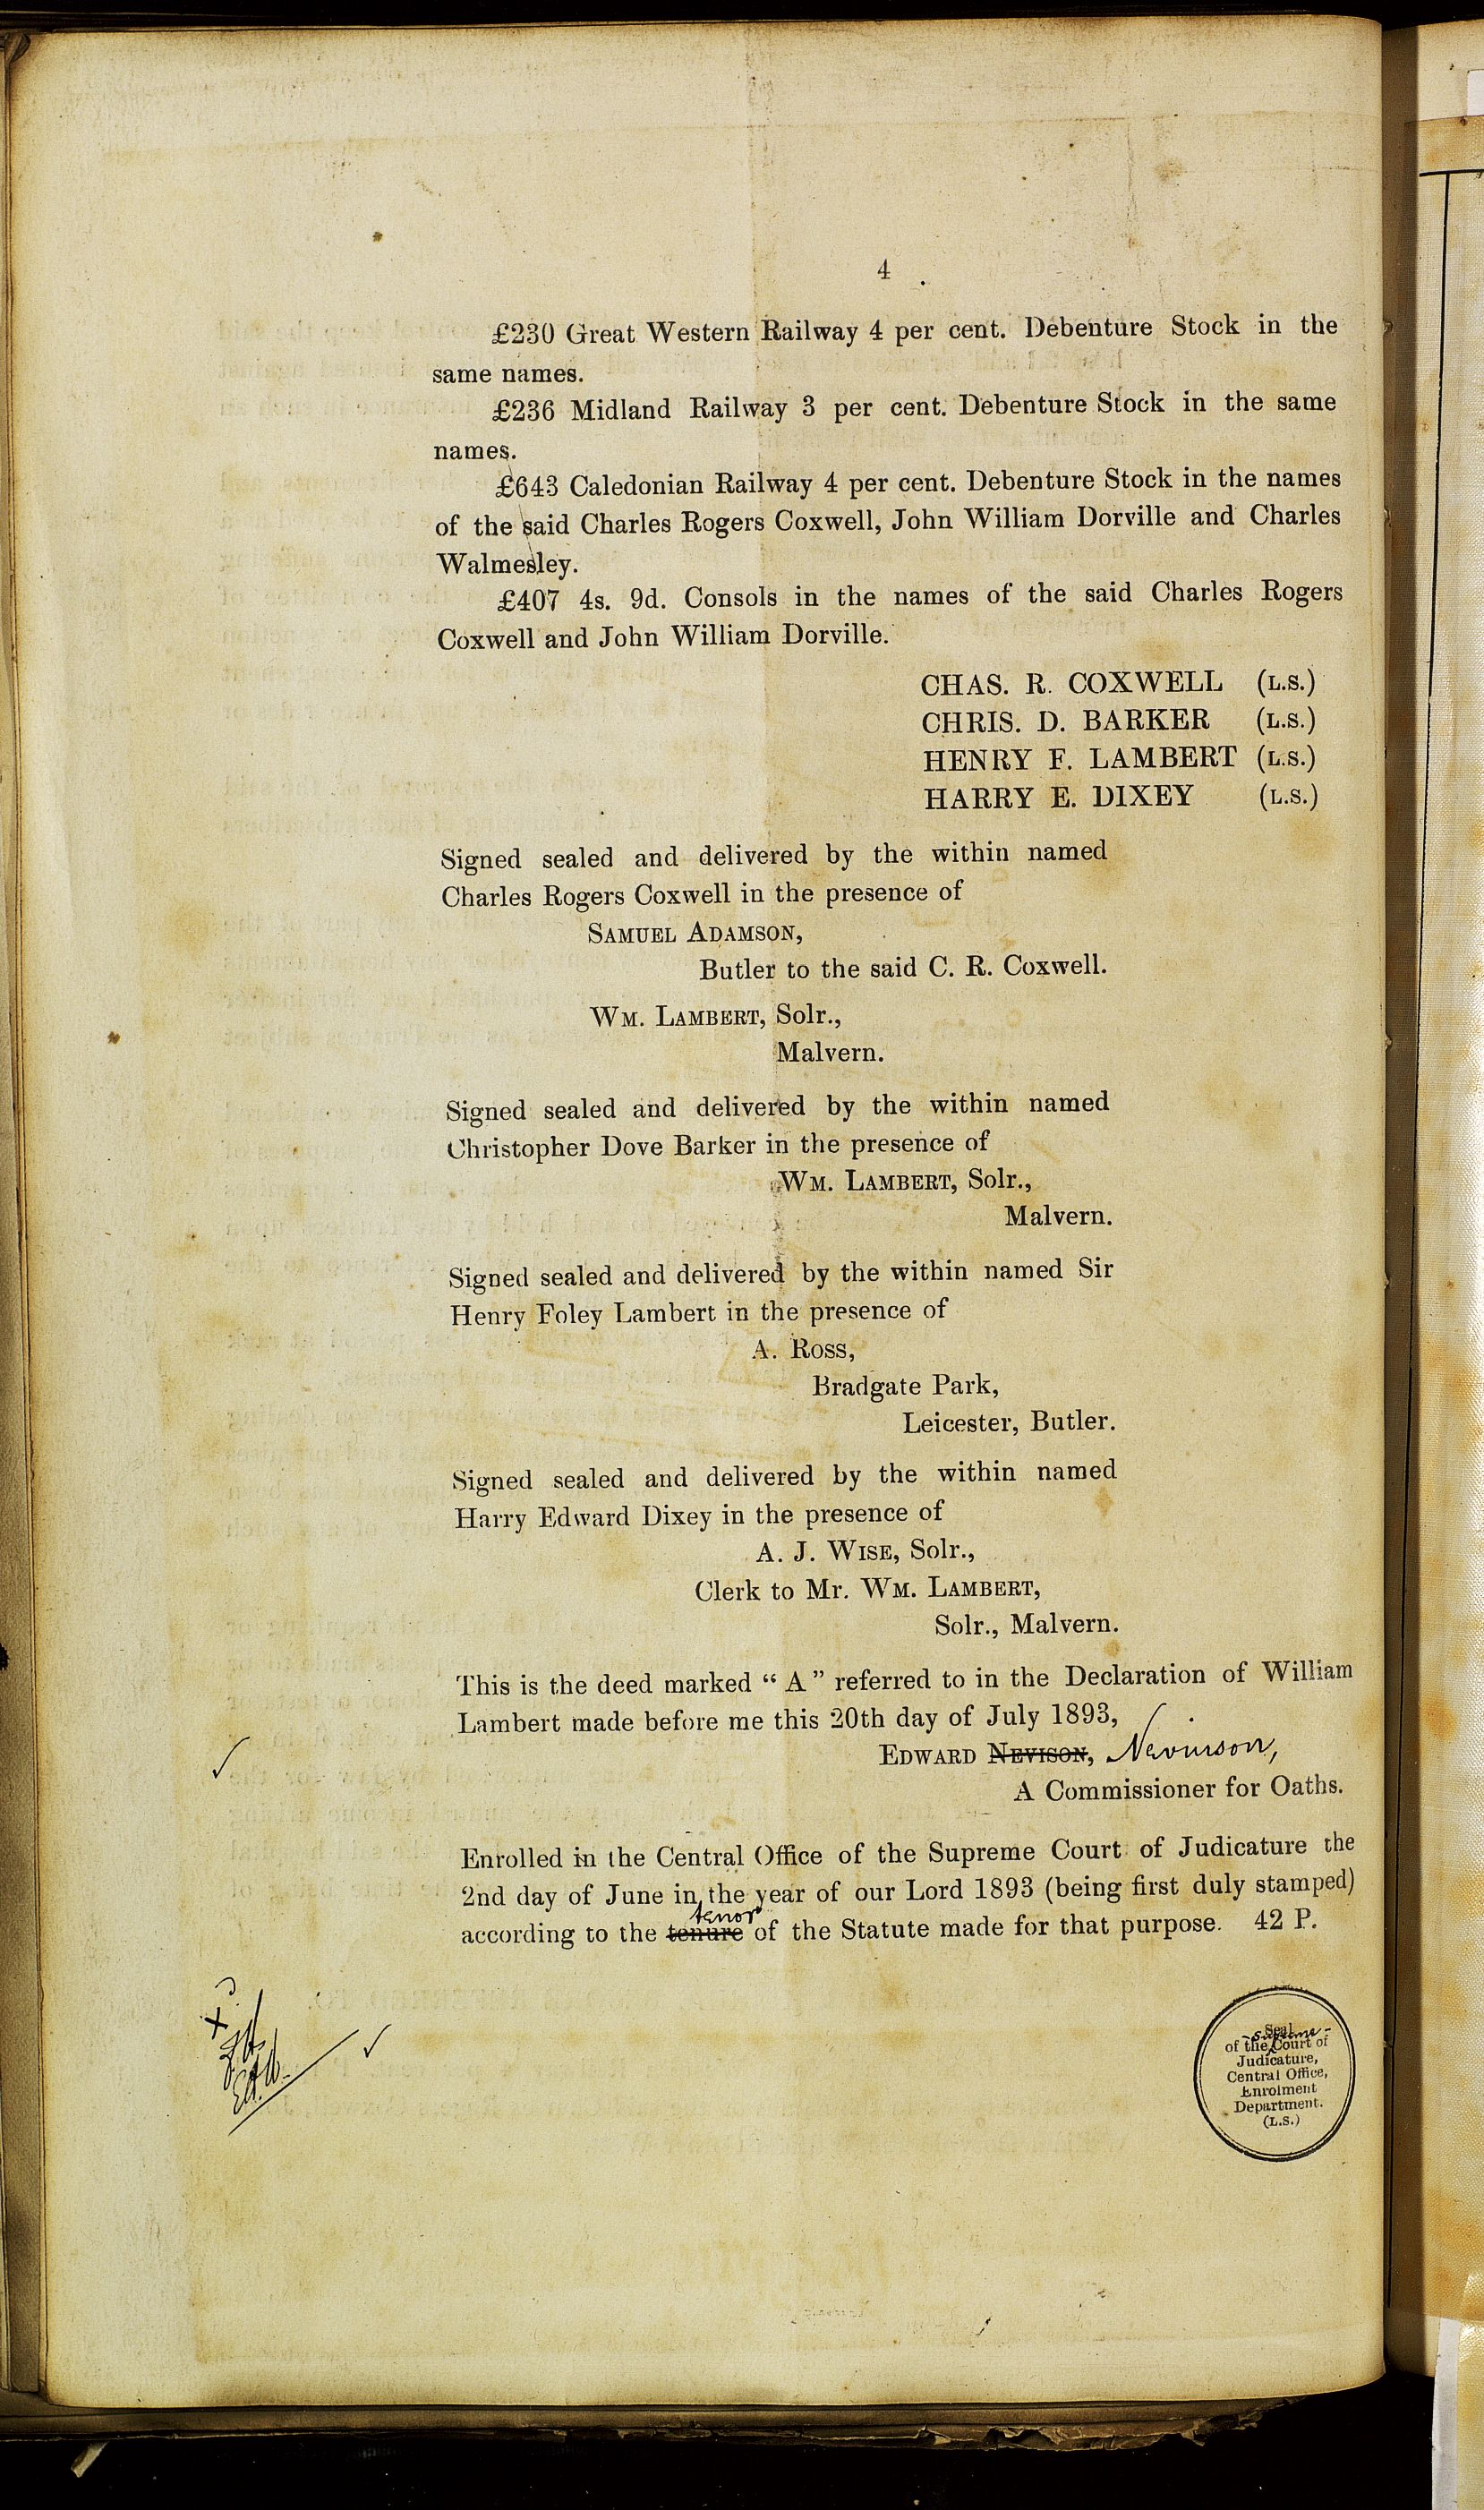 4
£230 Great Western Railway 4 per cent. Debenture Stock in the
same names.
£236 Midland Railway 3 per cent. Debenture Stock in the same
names.
£643 Caledonian Railway 4 per cent. Debenture Stock in the names
of the said Charles Rogers Coxwell, John William Dorville and Charles
Walmesley.
£407 4s. 9d. Consols in the names of the said Charles Rogers
Coxwell and John William Dorville.
CHAS. R. COXWELL (L.S.)
CHRIS. D. BARKER (L.S.)
HENRY F. LAMBERT (L.S.)
HARRY E. DIXEY (L.S.)
Signed sealed and delivered by the within named
Charles Rogers Coxwell in the presence of
SAMUEL ADAMSON,
Butler to the said C. R. Coxwell.
WM. LAMBERT, Solr.,
Malvern.
Signed sealed and delivered by the within named
Christopher Dove Barker in the presence of
WM. LAMBERT, Solr.,
Malvern.
Signed sealed and delivered by the within named Sir
Henry Foley Lambert in the presence of
A. Ross,
Bradgate Park,
Leicester, Butler.
Signed sealed and delivered by the within named
Harry Edward Dixey in the presence of
A. J. WISE, Solr.,
Clerk to Mr. WM. LAMBERT,
Solr., Malvern.
This is the deed marked “ A ” referred to in the Declaration of William
Lambert made before me this 20th day of July 1893,
EDWARD NEVISON, Nevinson,
A Commissioner for Oaths.
Enrolled in the Central Office of the Supreme Court of Judicature the
2nd day of June in the year of our Lord 1893 (being first duly stamped)
tenor
according to the tenure of the Statute made for that purpose. 42 P.
Seal
supreme
of the Court of
Judicature,
Central Office,
Enrolment
Department.
(L.S.)